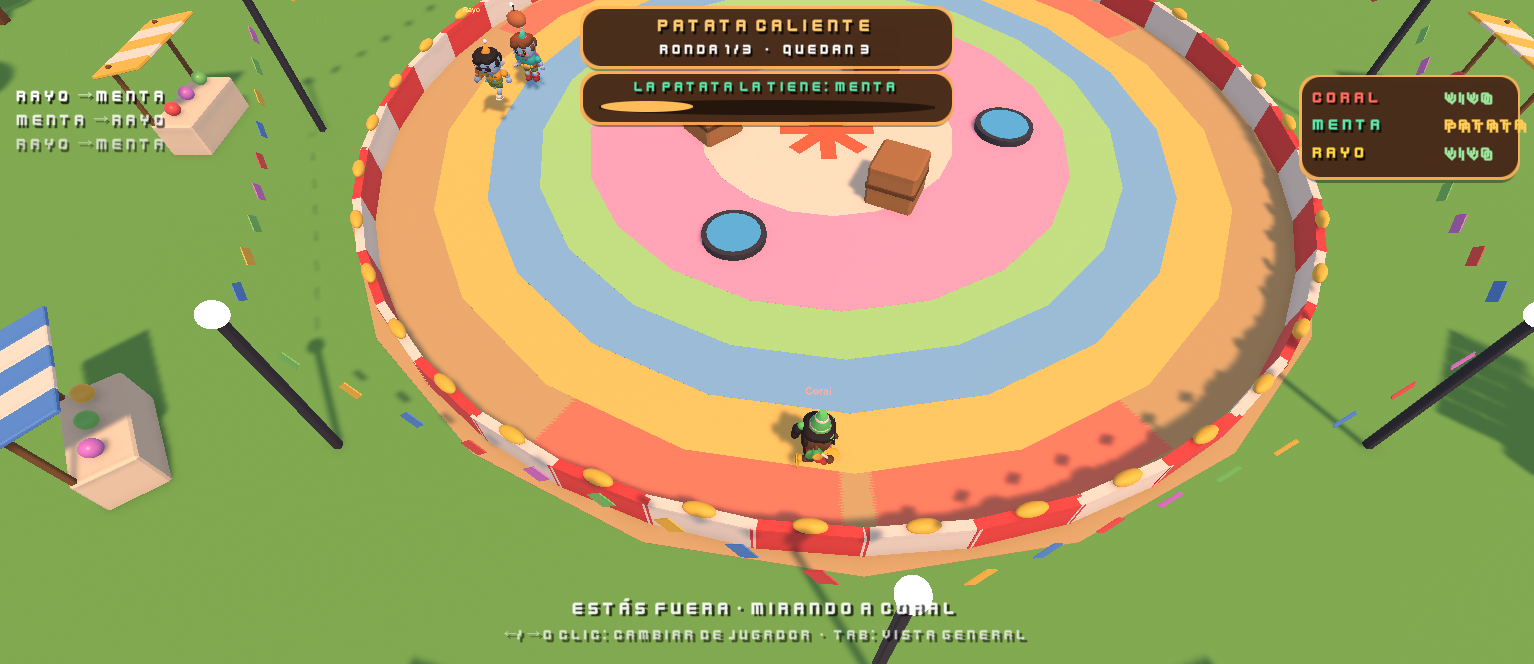 Rayo
PATATA CALIENTE
RONDA 1/3 · QUEDAN 3
LA PATATA LA TIENE: MENTA
RAYO → MENTA
MENTA → RAYO
RAYO → MENTA
CORAL VIVO
MENTA PATATA
RAYO VIVO
Coral
ESTÁS FUERA · MIRANDO A CORAL
←/→ O CLIC: CAMBIAR DE JUGADOR · TAB: VISTA GENERAL